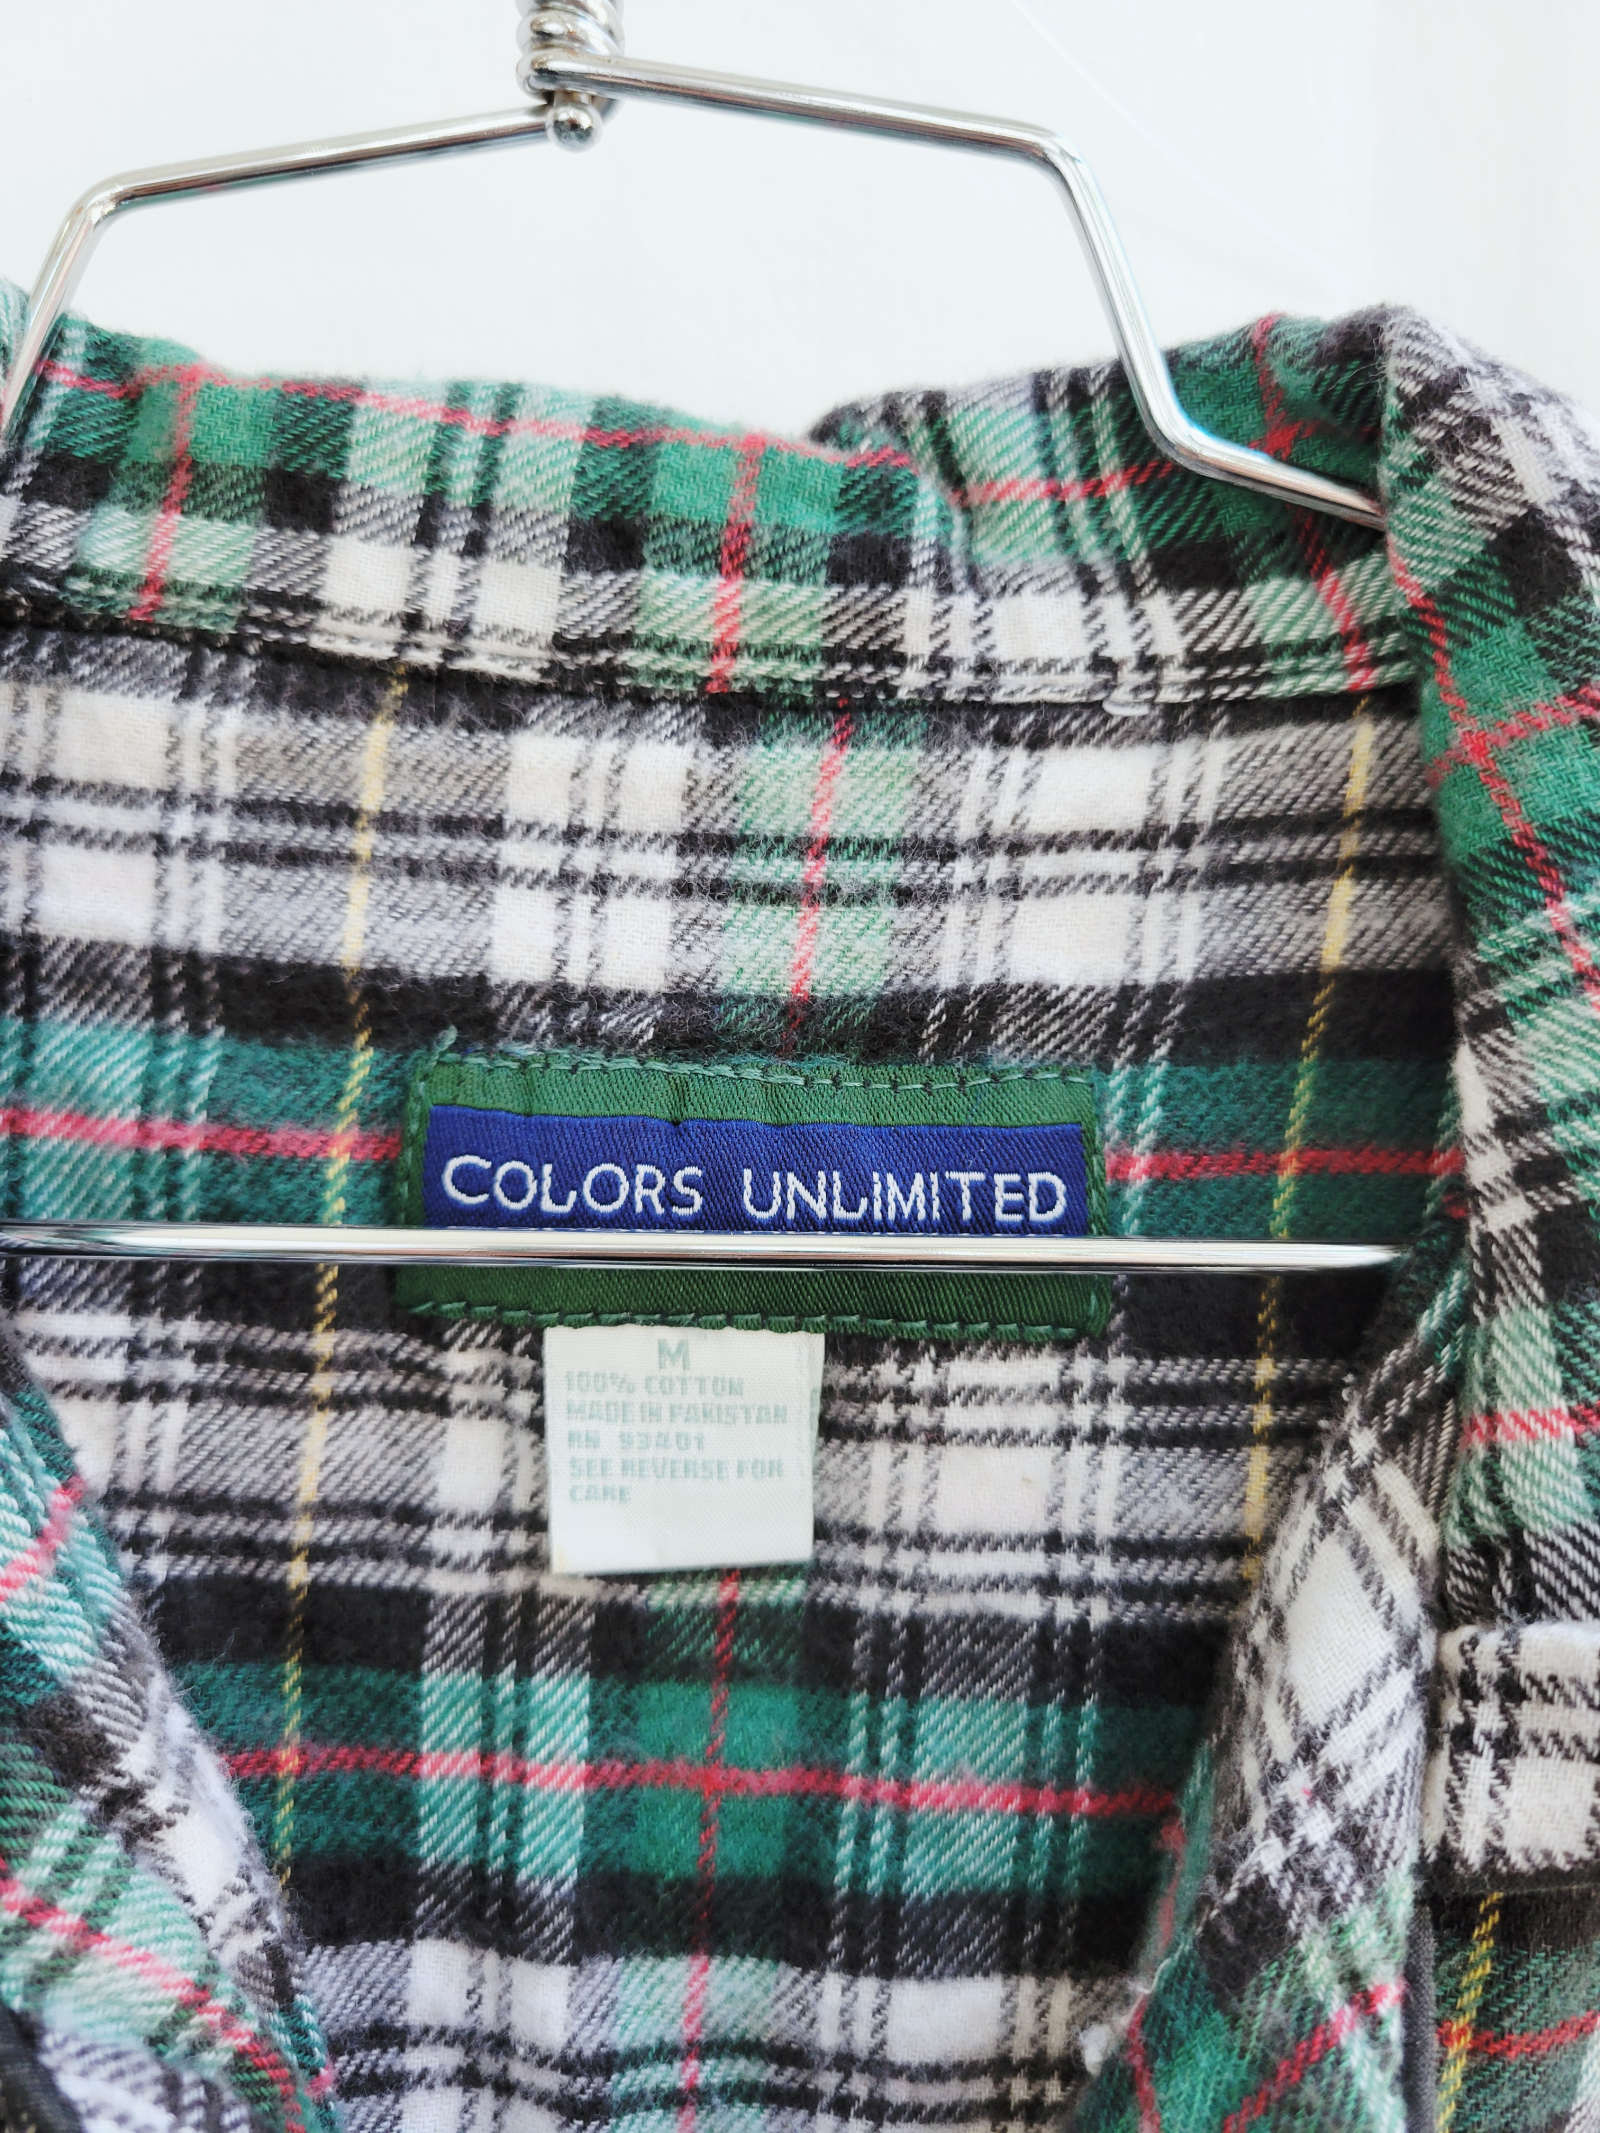 COLORS UNLIMITED
M
100% COTTON
MADE IN PAKISTAN
RN 93401
SEE REVERSE FOR
CARE